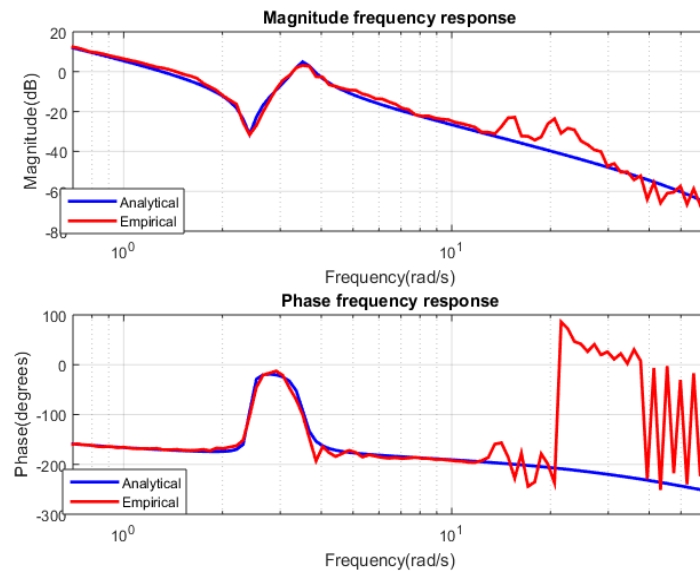 Magnitude frequency response
20
0
-20
-40
-60
-80
Magnitude(dB)
Analytical
Empirical
10^0
10^1
Frequency(rad/s)
Phase frequency response
100
0
-100
-200
-300
Phase(degrees)
Analytical
Empirical
10^0
10^1
Frequency(rad/s)